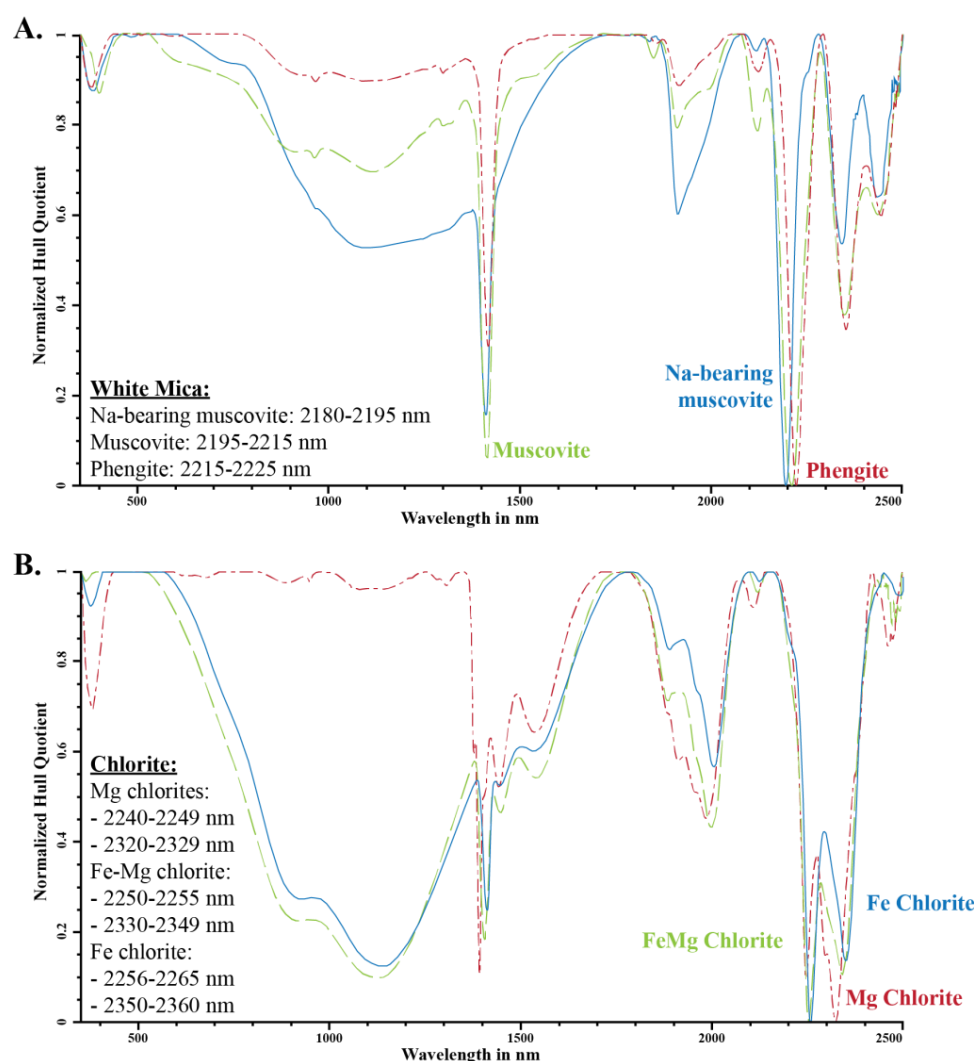 A.
1
0.8
0.6
0.4
0.2
0
Normalized Hull Quotient
White Mica:
Na-bearing muscovite: 2180-2195 nm
Muscovite: 2195-2215 nm
Phengite: 2215-2225 nm
Muscovite
Na-bearing
muscovite
Phengite
500
1000
1500
2000
2500
Wavelength in nm
B.
1
0.8
0.6
0.4
0.2
0
Normalized Hull Quotient
Chlorite:
Mg chlorites:
- 2240-2249 nm
- 2320-2329 nm
Fe-Mg chlorite:
- 2250-2255 nm
- 2330-2349 nm
Fe chlorite:
- 2256-2265 nm
- 2350-2360 nm
Fe Chlorite
FeMg Chlorite
Mg Chlorite
500
1000
1500
2000
2500
Wavelength in nm